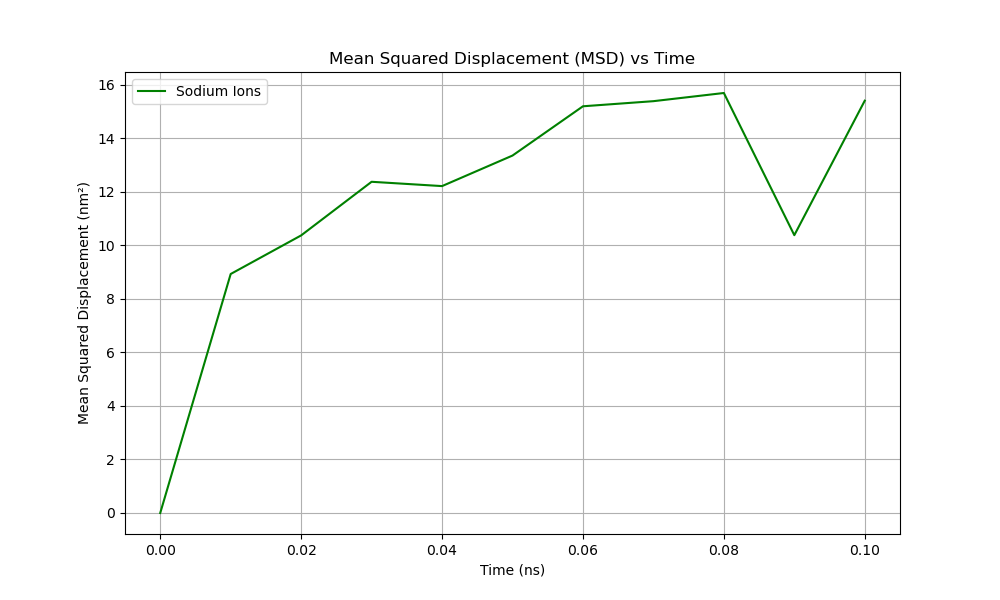 Mean Squared Displacement (MSD) vs Time
Sodium Ions
Mean Squared Displacement (nm²)
16
14
12
10
8
6
4
2
0
0.00 0.02 0.04 0.06 0.08 0.10
Time (ns)